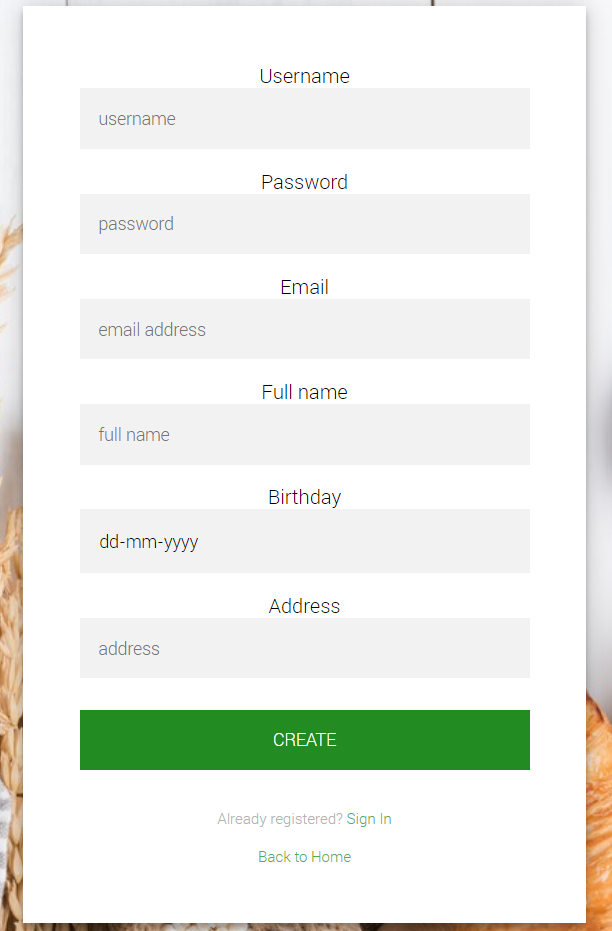 Username
username
Password
password
Email
email address
Full name
full name
Birthday
dd-mm-yyyy
Address
address
CREATE
Already registered? Sign In
Back to Home